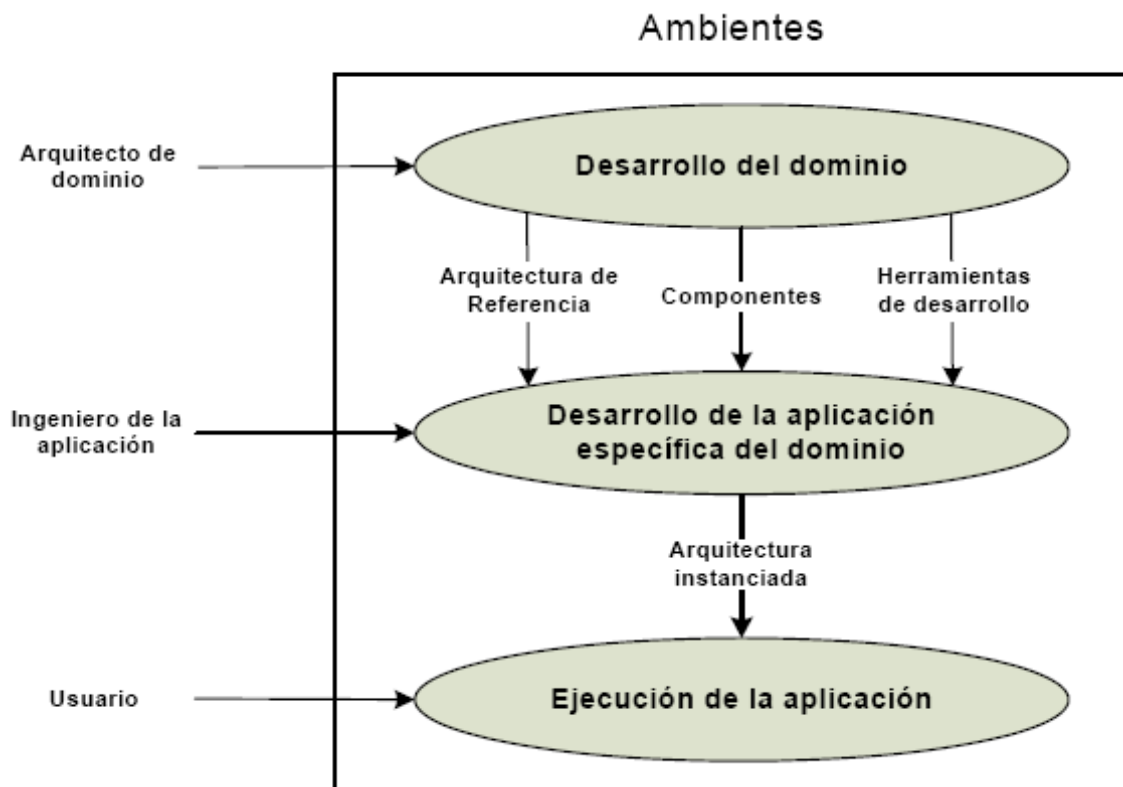 Ambientes
Arquitecto de
dominio
Desarrollo del dominio
Arquitectura de
Referencia
Componentes
Herramientas
de desarrollo
Ingeniero de la
aplicación
Desarrollo de la aplicación
específica del dominio
Arquitectura
instanciada
Usuario
Ejecución de la aplicación